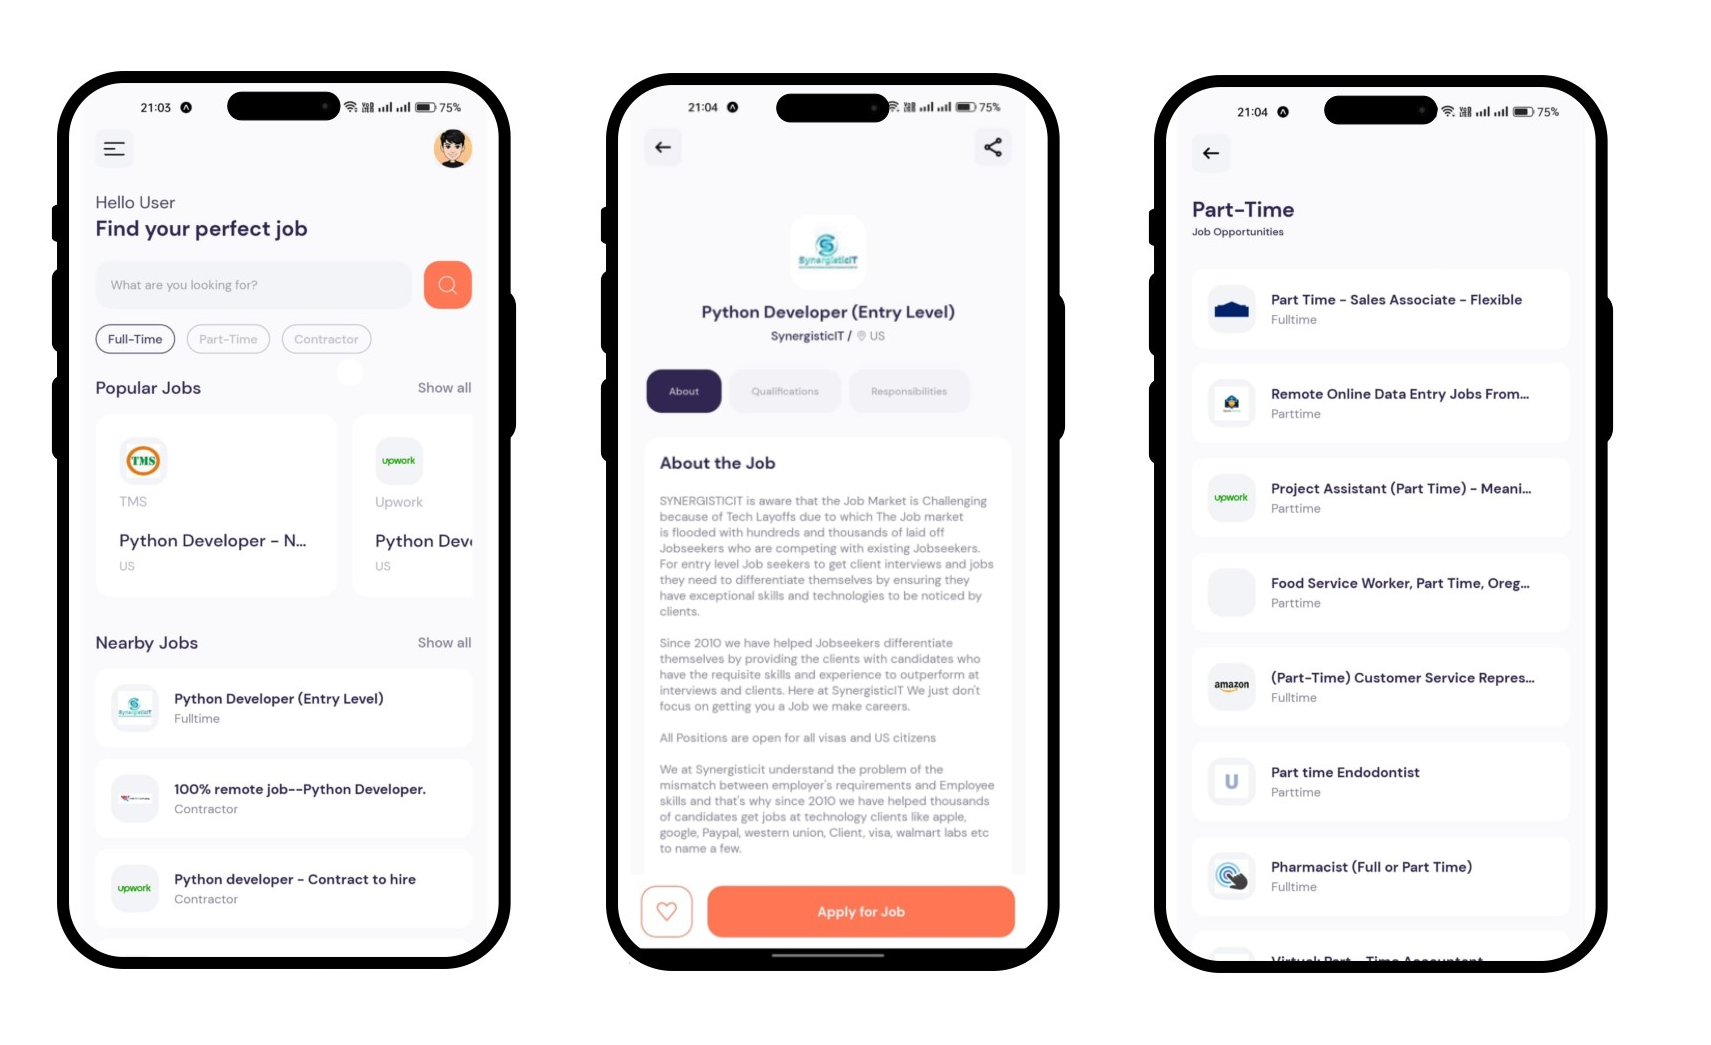 21:03
75%
Hello User
Find your perfect job
What are you looking for?
Full-Time
Part-Time
Contractor
Popular Jobs
Show all
TMS
TMS
Python Developer - N...
US
upwork
Upwork
Python Dev
US
Nearby Jobs
Show all
SynergisticIT
Python Developer (Entry Level)
Fulltime
100% remote job--Python Developer.
Contractor
upwork
Python developer - Contract to hire
Contractor
21:04
75%
SynergisticIT
Python Developer (Entry Level)
SynergisticIT / US
About
Qualifications
Responsibilities
About the Job
SYNERGISTICIT is aware that the Job Market is Challenging
because of Tech Layoffs due to which The Job market
is flooded with hundreds and thousands of laid off
Jobseekers who are competing with existing Jobseekers.
For entry level Job seekers to get client interviews and jobs
they need to differentiate themselves by ensuring they
have exceptional skills and technologies to be noticed by
clients.
Since 2010 we have helped Jobseekers differentiate
themselves by providing the clients with candidates who
have the requisite skills and experience to outperform at
interviews and clients. Here at SynergisticIT We just don't
focus on getting you a Job we make careers.
All Positions are open for all visas and US citizens
We at Synergisticit understand the problem of the
mismatch between employer's requirements and Employee
skills and that's why since 2010 we have helped thousands
of candidates get jobs at technology clients like apple,
google, Paypal, western union, Client, visa, walmart labs etc
to name a few.
Apply for Job
21:04
75%
Part-Time
Job Opportunities
Part Time - Sales Associate - Flexible
Fulltime
Remote Online Data Entry Jobs From...
Parttime
upwork
Project Assistant (Part Time) - Meani...
Parttime
Food Service Worker, Part Time, Oreg...
Parttime
amazon
(Part-Time) Customer Service Repres...
Fulltime
U
Part time Endodontist
Parttime
Pharmacist (Full or Part Time)
Fulltime
Virtual Part - Time Accountant